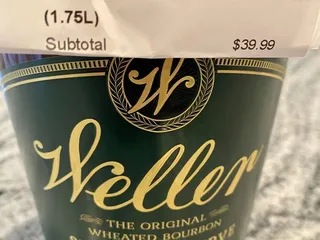 (1.75L)
Subtotal $39.99
W
Weller
THE ORIGINAL
WHEATED BOURBON